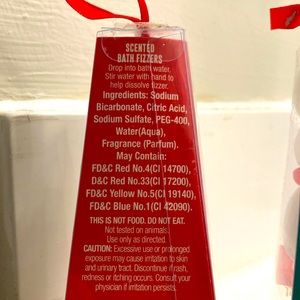 SCENTED
BATH FIZZERS
Drop into bath water.
Stir water with hand to
help dissolve fizzer.
Ingredients: Sodium
Bicarbonate, Citric Acid,
Sodium Sulfate, PEG-400,
Water(Aqua),
Fragrance (Parfum).
May Contain:
FD&C Red No.4(CI 14700),
D&C Red No.33(CI 17200),
FD&C Yellow No.5(CI 19140),
FD&C Blue No.1(CI 42090).
THIS IS NOT FOOD. DO NOT EAT.
Not tested on animals.
Use only as directed.
CAUTION: Excessive use or prolonged
exposure may cause irritation to skin
and urinary tract. Discontinue if rash,
redness or itching occurs. Consult your
physician if irritation persists.